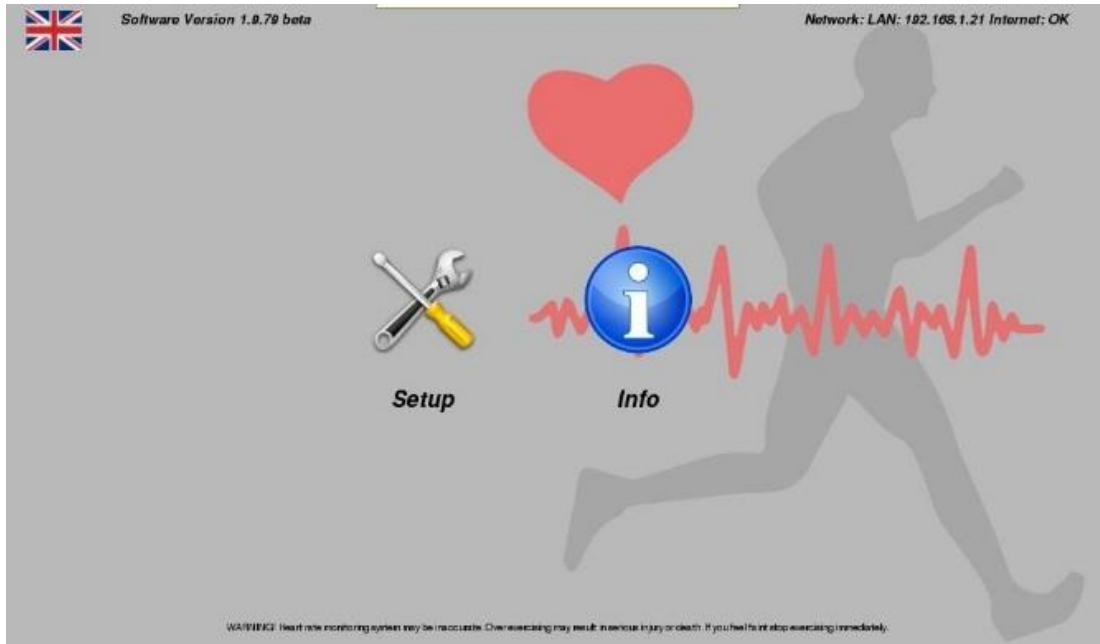 Software Version 1.9.79 beta
Network: LAN: 192.168.1.21 Internet: OK
Setup
Info
WARNING! Heart rate monitoring system may be inaccurate. Over exercising may result in serious injury or death. If you feel faint stop exercising immediately.